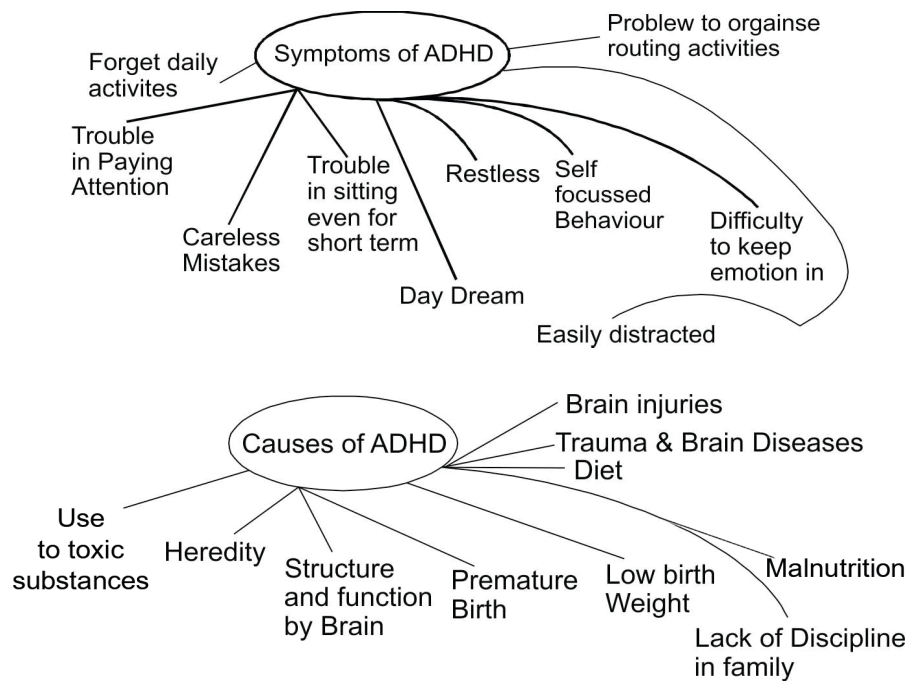 Symptoms of ADHD
Problew to orgainse
routing activities
Forget daily
activites
Trouble
in Paying
Attention
Careless
Mistakes
Trouble
in sitting
even for
short term
Day Dream
Restless
Self
focussed
Behaviour
Difficulty
to keep
emotion in
Easily distracted
Causes of ADHD
Brain injuries
Trauma & Brain Diseases
Diet
Use
to toxic
substances
Heredity
Structure
and function
by Brain
Premature
Birth
Low birth
Weight
Malnutrition
Lack of Discipline
in family